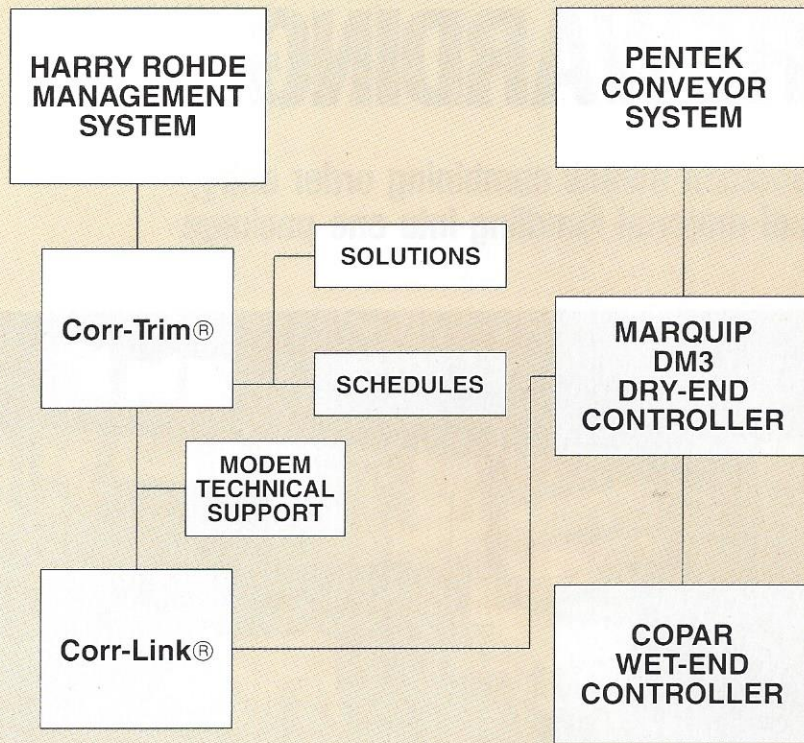 HARRY ROHDE
MANAGEMENT
SYSTEM
PENTEK
CONVEYOR
SYSTEM
Corr-Trim®
SOLUTIONS
SCHEDULES
MARQUIP
DM3
DRY-END
CONTROLLER
MODEM
TECHNICAL
SUPPORT
Corr-Link®
COPAR
WET-END
CONTROLLER